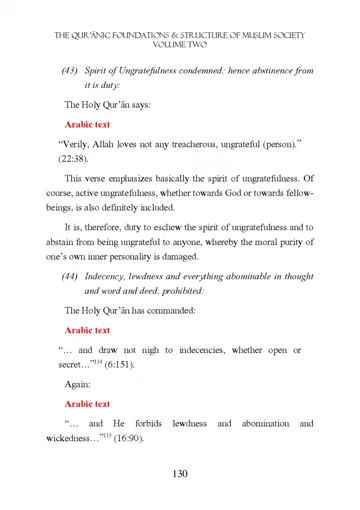 THE QUR'ĀNIC FOUNDATIONS & STRUCTURE OF MUSLIM SOCIETY
VOLUME TWO
(43) Spirit of Ungratefulness condemned; hence abstinence from
it is duty:
The Holy Qur'ān says:
Arabic text
“Verily, Allah loves not any treacherous, ungrateful (person).”
(22:38).
This verse emphasizes basically the spirit of ungratefulness. Of
course, active ungratefulness, whether towards God or towards fellow-
beings, is also definitely included.
It is, therefore, duty to eschew the spirit of ungratefulness and to
abstain from being ungrateful to anyone, whereby the moral purity of
one’s own inner personality is damaged.
(44) Indecency, lewdness and everything abominable in thought
and word and deed, prohibited:
The Holy Qur'ān has commanded:
Arabic text
“… and draw not nigh to indecencies, whether open or
secret…”114 (6:151).
Again:
Arabic text
“… and He forbids lewdness and abomination and
wickedness…”115 (16:90).
130